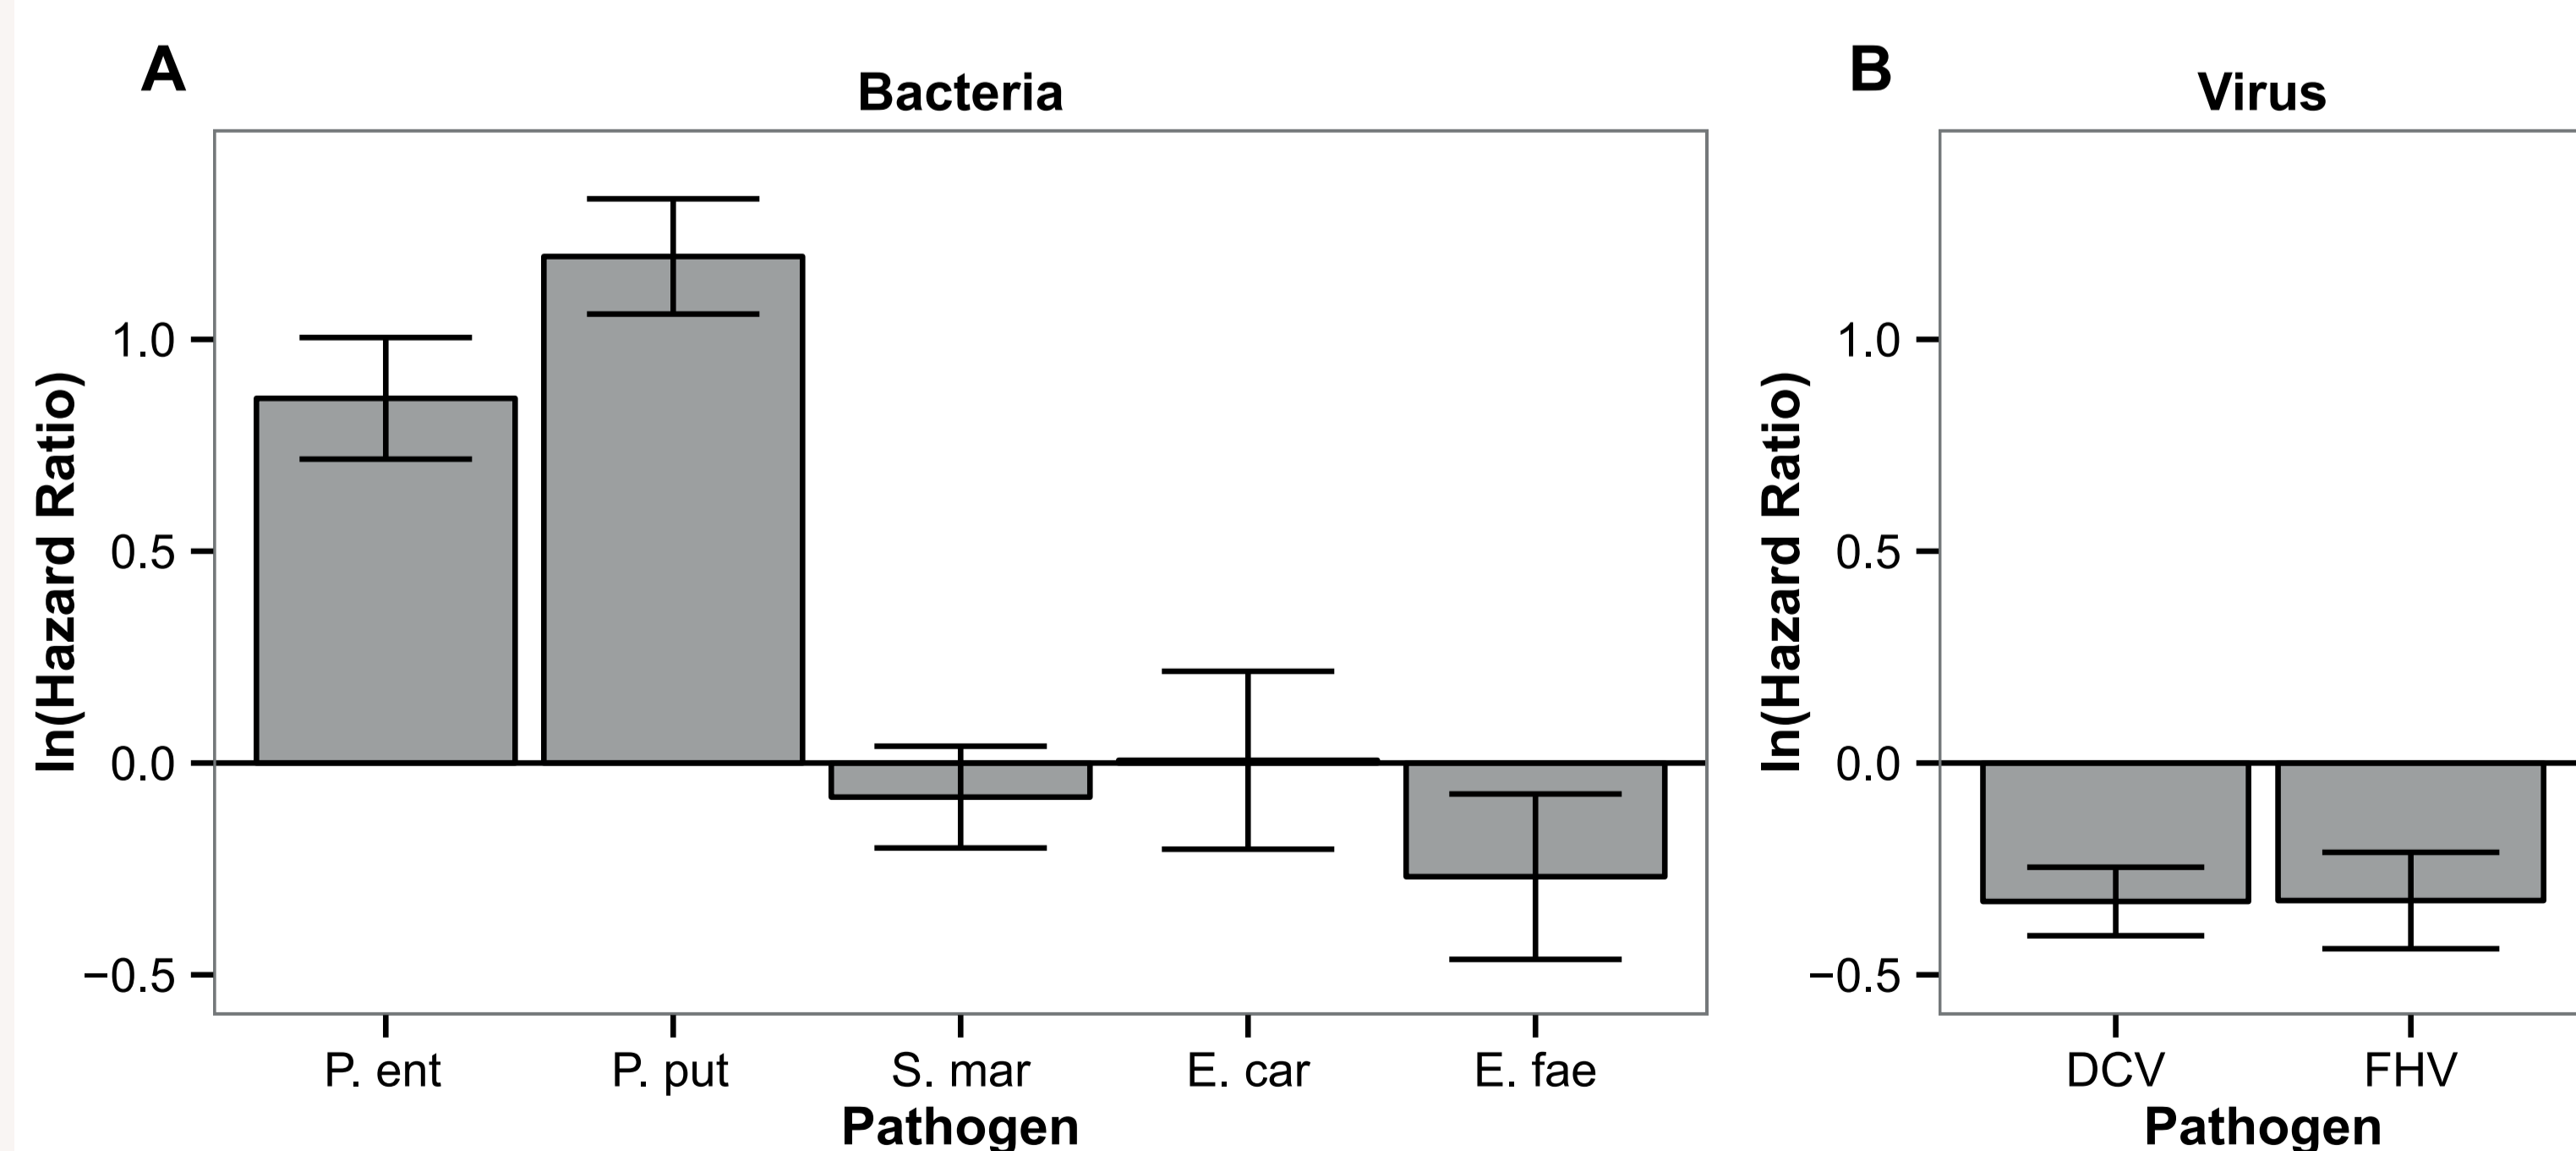 A
Bacteria
ln(Hazard Ratio)
1.0
0.5
0.0
−0.5
P. ent
P. put
S. mar
E. car
E. fae
Pathogen
B
Virus
ln(Hazard Ratio)
1.0
0.5
0.0
−0.5
DCV
FHV
Pathogen